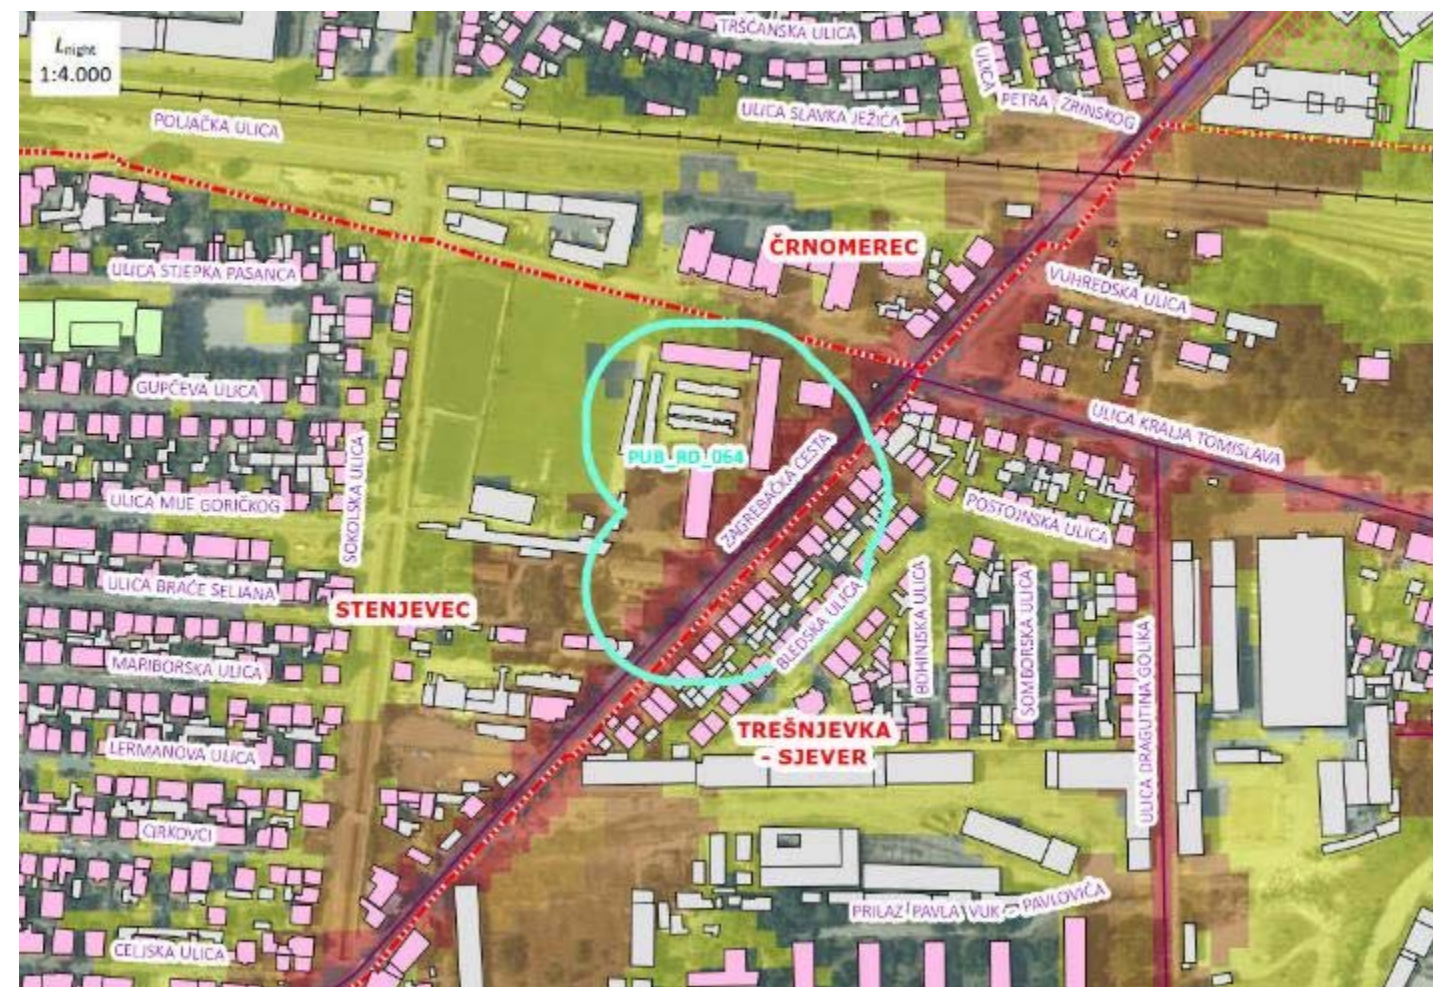 Lnight
1:4.000
TRŠĆANSKA ULICA
ULICA PETRA ZRINSKOG
ULICA SLAVKA JEŽIĆA
POLJAČKA ULICA
ČRNOMEREC
ULICA STJEPKA PASANCA
VUHREDSKA ULICA
GUPČEVA ULICA
ULICA KRALJA TOMISLAVA
PUB_RD_064
ZAGREBAČKA CESTA
SOKOLSKA ULICA
ULICA MIJE GORIČKOG
POSTOJNSKA ULICA
ULICA BRAĆE SELJANA
STENJEVEC
BLEDSKA ULICA
BOHINJSKA ULICA
SOMBORSKA ULICA
ULICA DRAGUTINA GOLIKA
MARIBORSKA ULICA
TREŠNJEVKA
- SJEVER
LERMANOVA ULICA
CIRKOVCI
PRILAZ PAVLA VUK - PAVLOVIĆA
CELJSKA ULICA